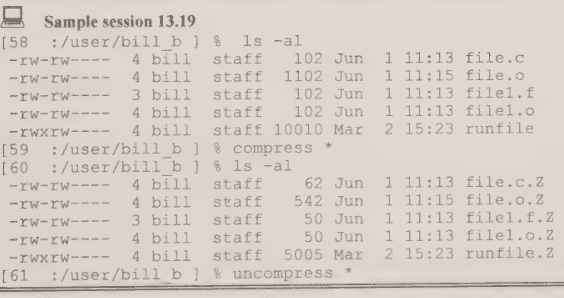 Sample session 13.19
[58 :/user/bill_b ] % ls -al
-rw-rw---- 4 bill staff 102 Jun 1 11:13 file.c
-rw-rw---- 4 bill staff 1102 Jun 1 11:15 file.o
-rw-rw---- 3 bill staff 102 Jun 1 11:13 file1.f
-rw-rw---- 4 bill staff 102 Jun 1 11:13 file1.o
-rwxrw---- 4 bill staff 10010 Mar 2 15:23 runfile
[59 :/user/bill_b ] % compress *
[60 :/user/bill_b ] % ls -al
-rw-rw---- 4 bill staff 62 Jun 1 11:13 file.c.Z
-rw-rw---- 4 bill staff 542 Jun 1 11:15 file.o.Z
-rw-rw---- 3 bill staff 50 Jun 1 11:13 file1.f.Z
-rw-rw---- 4 bill staff 50 Jun 1 11:13 file1.o.Z
-rwxrw---- 4 bill staff 5005 Mar 2 15:23 runfile.Z
[61 :/user/bill_b ] % uncompress *